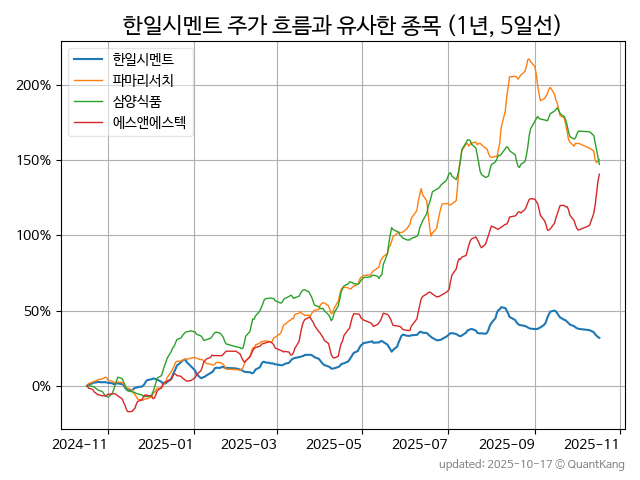 한일시멘트 주가 흐름과 유사한 종목 (1년, 5일선)
한일시멘트
파마리서치
삼양식품
에스앤에스텍
200%
150%
100%
50%
0%
2024-11 2025-01 2025-03 2025-05 2025-07 2025-09 2025-11
updated: 2025-10-17 © QuantKang